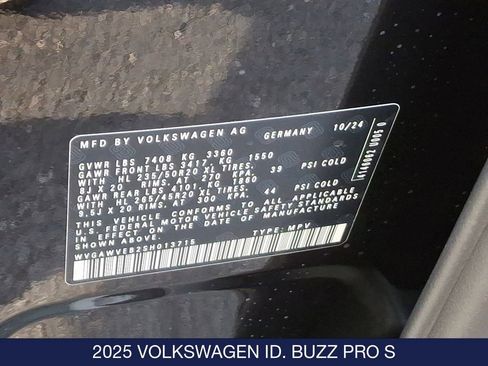 MFD BY VOLKSWAGEN AG GERMANY 10/24
GVWR LBS 7408 KG 3360
GAWR FRONT LBS 3417 KG 1550
WITH HL 235/50R20 XL TIRES.
8J X 20 RIMS. AT 270 KPA/ 39 PSI COLD
GAWR REAR LBS 4101 KG 1860
WITH HL 265/45R20 XL TIRES.
9.5J X 20 RIMS. AT 300 KPA/ 44 PSI COLD
THIS VEHICLE CONFORMS TO ALL APPLICABLE
U.S. FEDERAL MOTOR VEHICLE SAFETY STANDARDS
IN EFFECT ON THE DATE OF MANUFACTURE
SHOWN ABOVE
WVGAWVEB2SH013715 TYPE: MPV
2025 VOLKSWAGEN ID. BUZZ PRO S